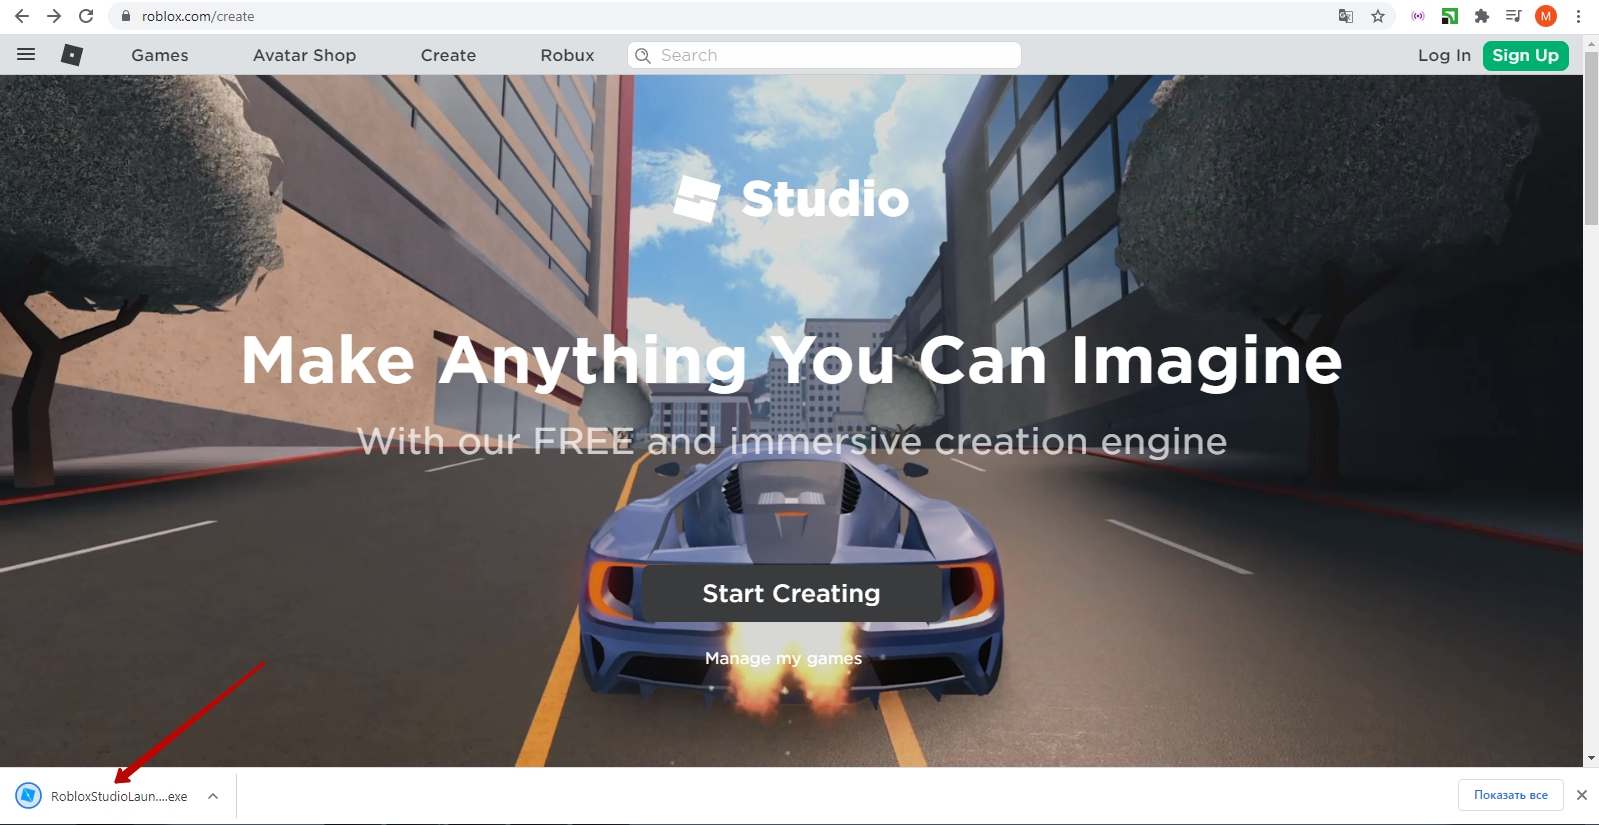 roblox.com/create
M
Games
Avatar Shop
Create
Robux
Search
Log In
Sign Up
Studio
Make Anything You Can Imagine
With our FREE and immersive creation engine
Start Creating
Manage my games
RobloxStudioLaun....exe
Показать все